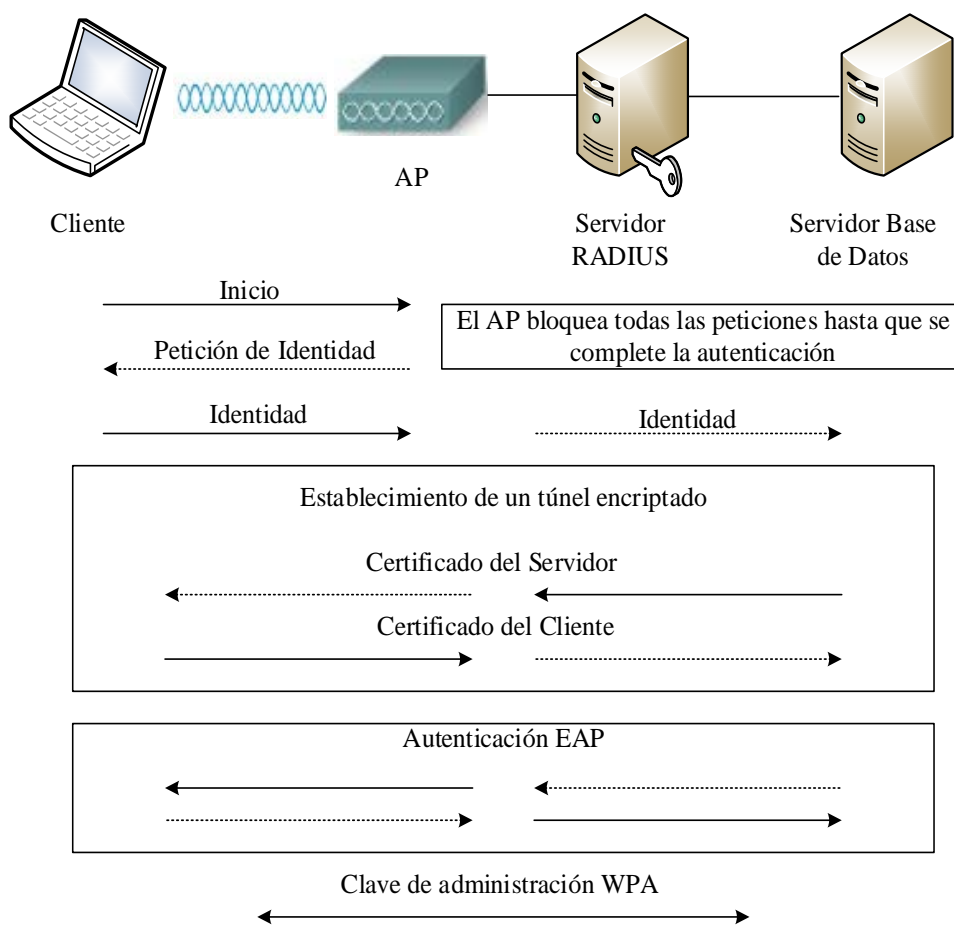 AP
Cliente
Servidor
RADIUS
Servidor Base
de Datos
Inicio
El AP bloquea todas las peticiones hasta que se
complete la autenticación
Petición de Identidad
Identidad
Identidad
Establecimiento de un túnel encriptado
Certificado del Servidor
Certificado del Cliente
Autenticación EAP
Clave de administración WPA